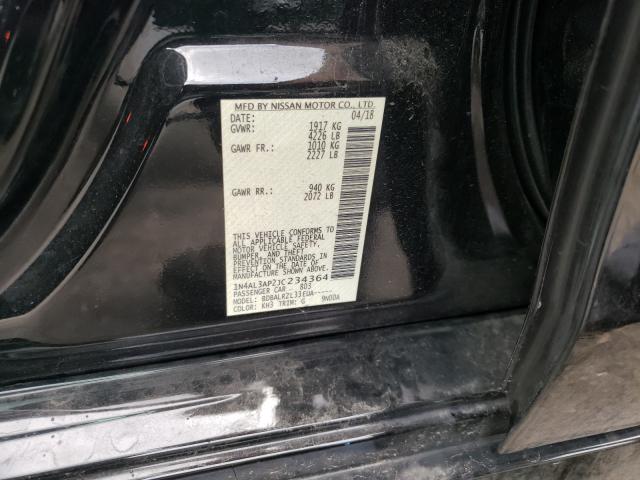 MFD BY NISSAN MOTOR CO., LTD.
DATE: 04/18
GVWR: 1917 KG
4226 LB
GAWR FR.: 1010 KG
2227 LB
GAWR RR.: 940 KG
2072 LB
THIS VEHICLE CONFORMS TO
ALL APPLICABLE FEDERAL
MOTOR VEHICLE SAFETY,
BUMPER, AND THEFT
PREVENTION STANDARDS IN
EFFECT ON THE DATE OF
MANUFACTURE SHOWN ABOVE.
1N4AL3AP2JC234364
PASSENGER CAR - 803
MODEL: BDBALRZL33EUA-----
COLOR: KH3 TRIM: G 9N00A